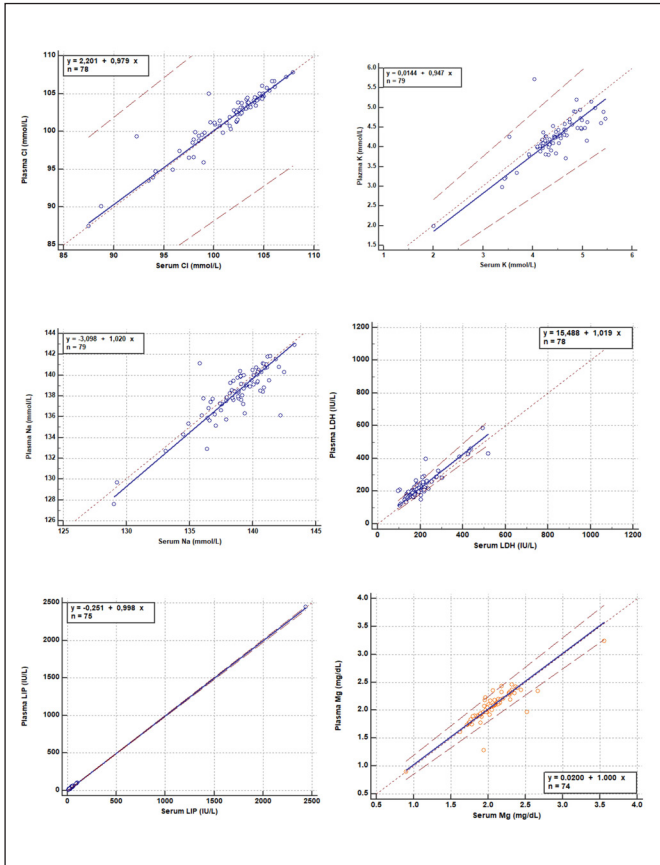 y = 2,201 + 0,979 x
n = 78
Plasma Cl (mmol/L)
110
105
100
95
90
85
85 90 95 100 105 110
Serum Cl (mmol/L)
y = 0,0144 + 0,947 x
n = 79
Plazma K (mmol/L)
6.0
5.5
5.0
4.5
4.0
3.5
3.0
2.5
2.0
1.5
1 2 3 4 5 6
Serum K (mmol/L)
y = -3,098 + 1,020 x
n = 79
Plasma Na (mmol/L)
144
142
140
138
136
134
132
130
128
126
125 130 135 140 145
Serum Na (mmol/L)
y = 15,488 + 1,019 x
n = 78
Plasma LDH (IU/L)
1200
1000
800
600
400
200
0
0 200 400 600 800 1000 1200
Serum LDH (IU/L)
y = -0,251 + 0,998 x
n = 75
Plasma LIP (IU/L)
2500
2000
1500
1000
500
0
0 500 1000 1500 2000 2500
Serum LIP (IU/L)
y = 0.0200 + 1.000 x
n = 74
Plasma Mg (mg/dL)
4.0
3.5
3.0
2.5
2.0
1.5
1.0
0.5
0.5 1.0 1.5 2.0 2.5 3.0 3.5 4.0
Serum Mg (mg/dL)